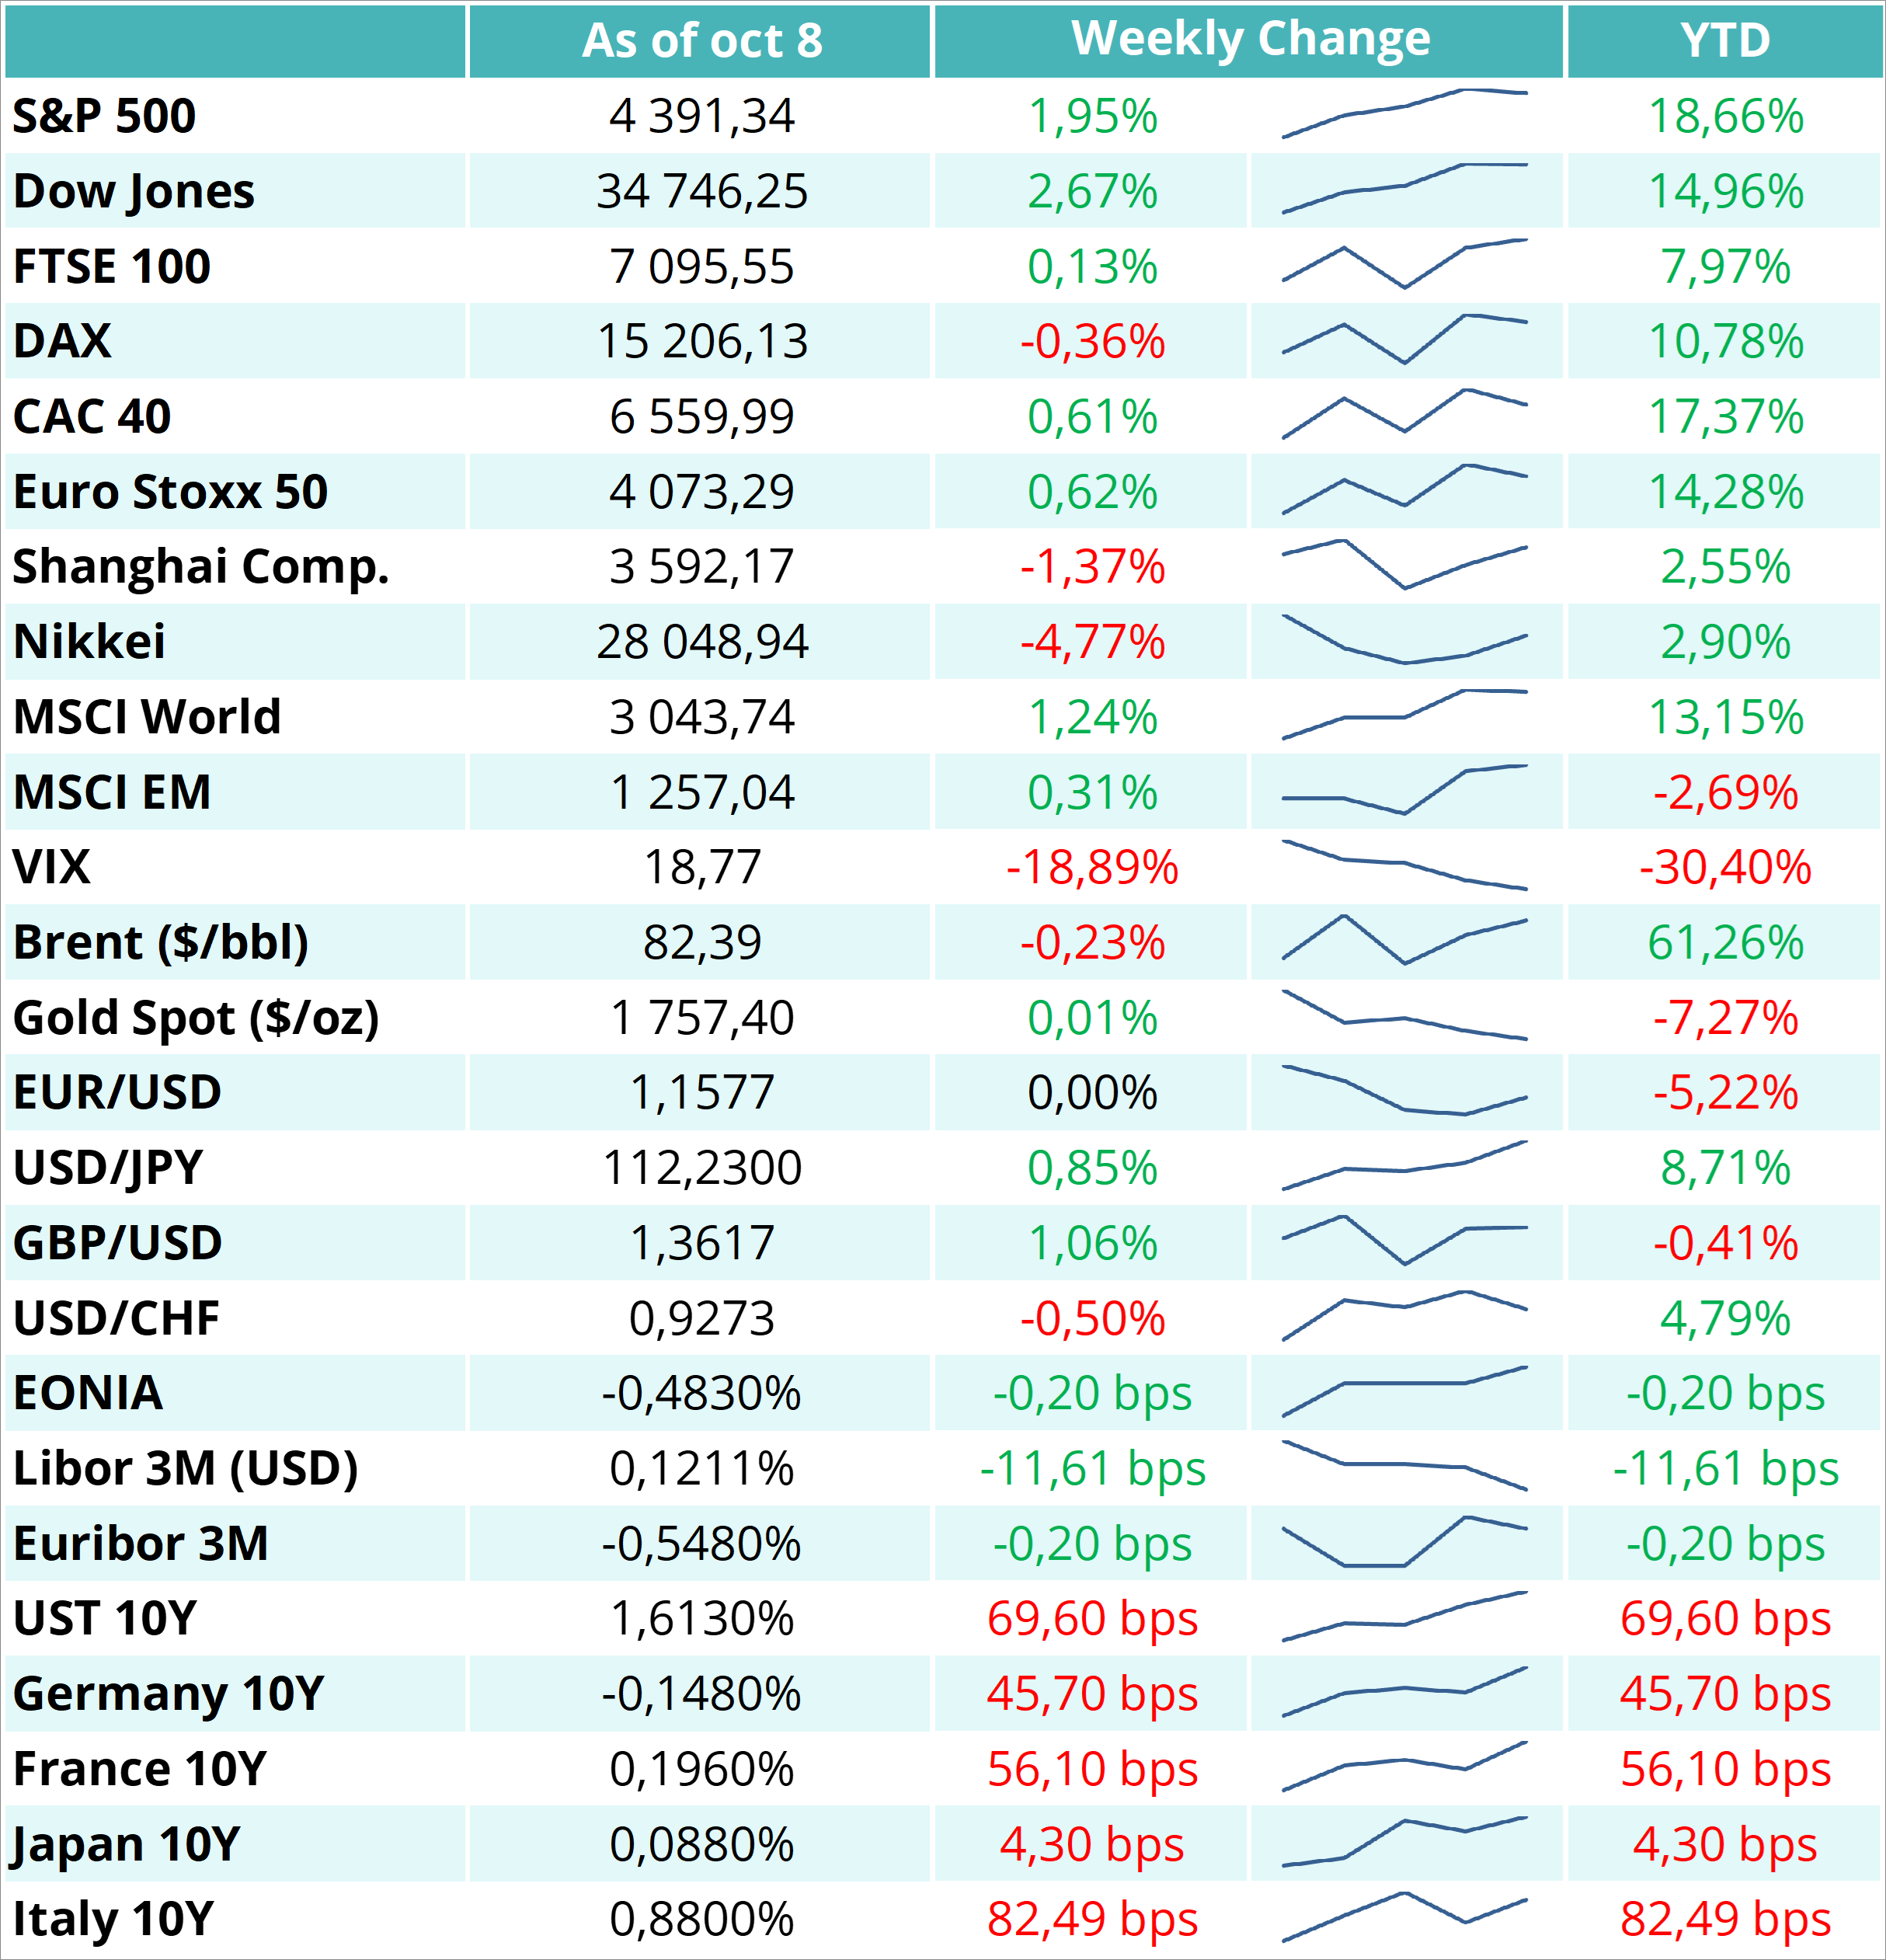 As of oct 8 Weekly Change YTD
S&P 500 4 391,34 1,95% 18,66%
Dow Jones 34 746,25 2,67% 14,96%
FTSE 100 7 095,55 0,13% 7,97%
DAX 15 206,13 -0,36% 10,78%
CAC 40 6 559,99 0,61% 17,37%
Euro Stoxx 50 4 073,29 0,62% 14,28%
Shanghai Comp. 3 592,17 -1,37% 2,55%
Nikkei 28 048,94 -4,77% 2,90%
MSCI World 3 043,74 1,24% 13,15%
MSCI EM 1 257,04 0,31% -2,69%
VIX 18,77 -18,89% -30,40%
Brent ($/bbl) 82,39 -0,23% 61,26%
Gold Spot ($/oz) 1 757,40 0,01% -7,27%
EUR/USD 1,1577 0,00% -5,22%
USD/JPY 112,2300 0,85% 8,71%
GBP/USD 1,3617 1,06% -0,41%
USD/CHF 0,9273 -0,50% 4,79%
EONIA -0,4830% -0,20 bps -0,20 bps
Libor 3M (USD) 0,1211% -11,61 bps -11,61 bps
Euribor 3M -0,5480% -0,20 bps -0,20 bps
UST 10Y 1,6130% 69,60 bps 69,60 bps
Germany 10Y -0,1480% 45,70 bps 45,70 bps
France 10Y 0,1960% 56,10 bps 56,10 bps
Japan 10Y 0,0880% 4,30 bps 4,30 bps
Italy 10Y 0,8800% 82,49 bps 82,49 bps